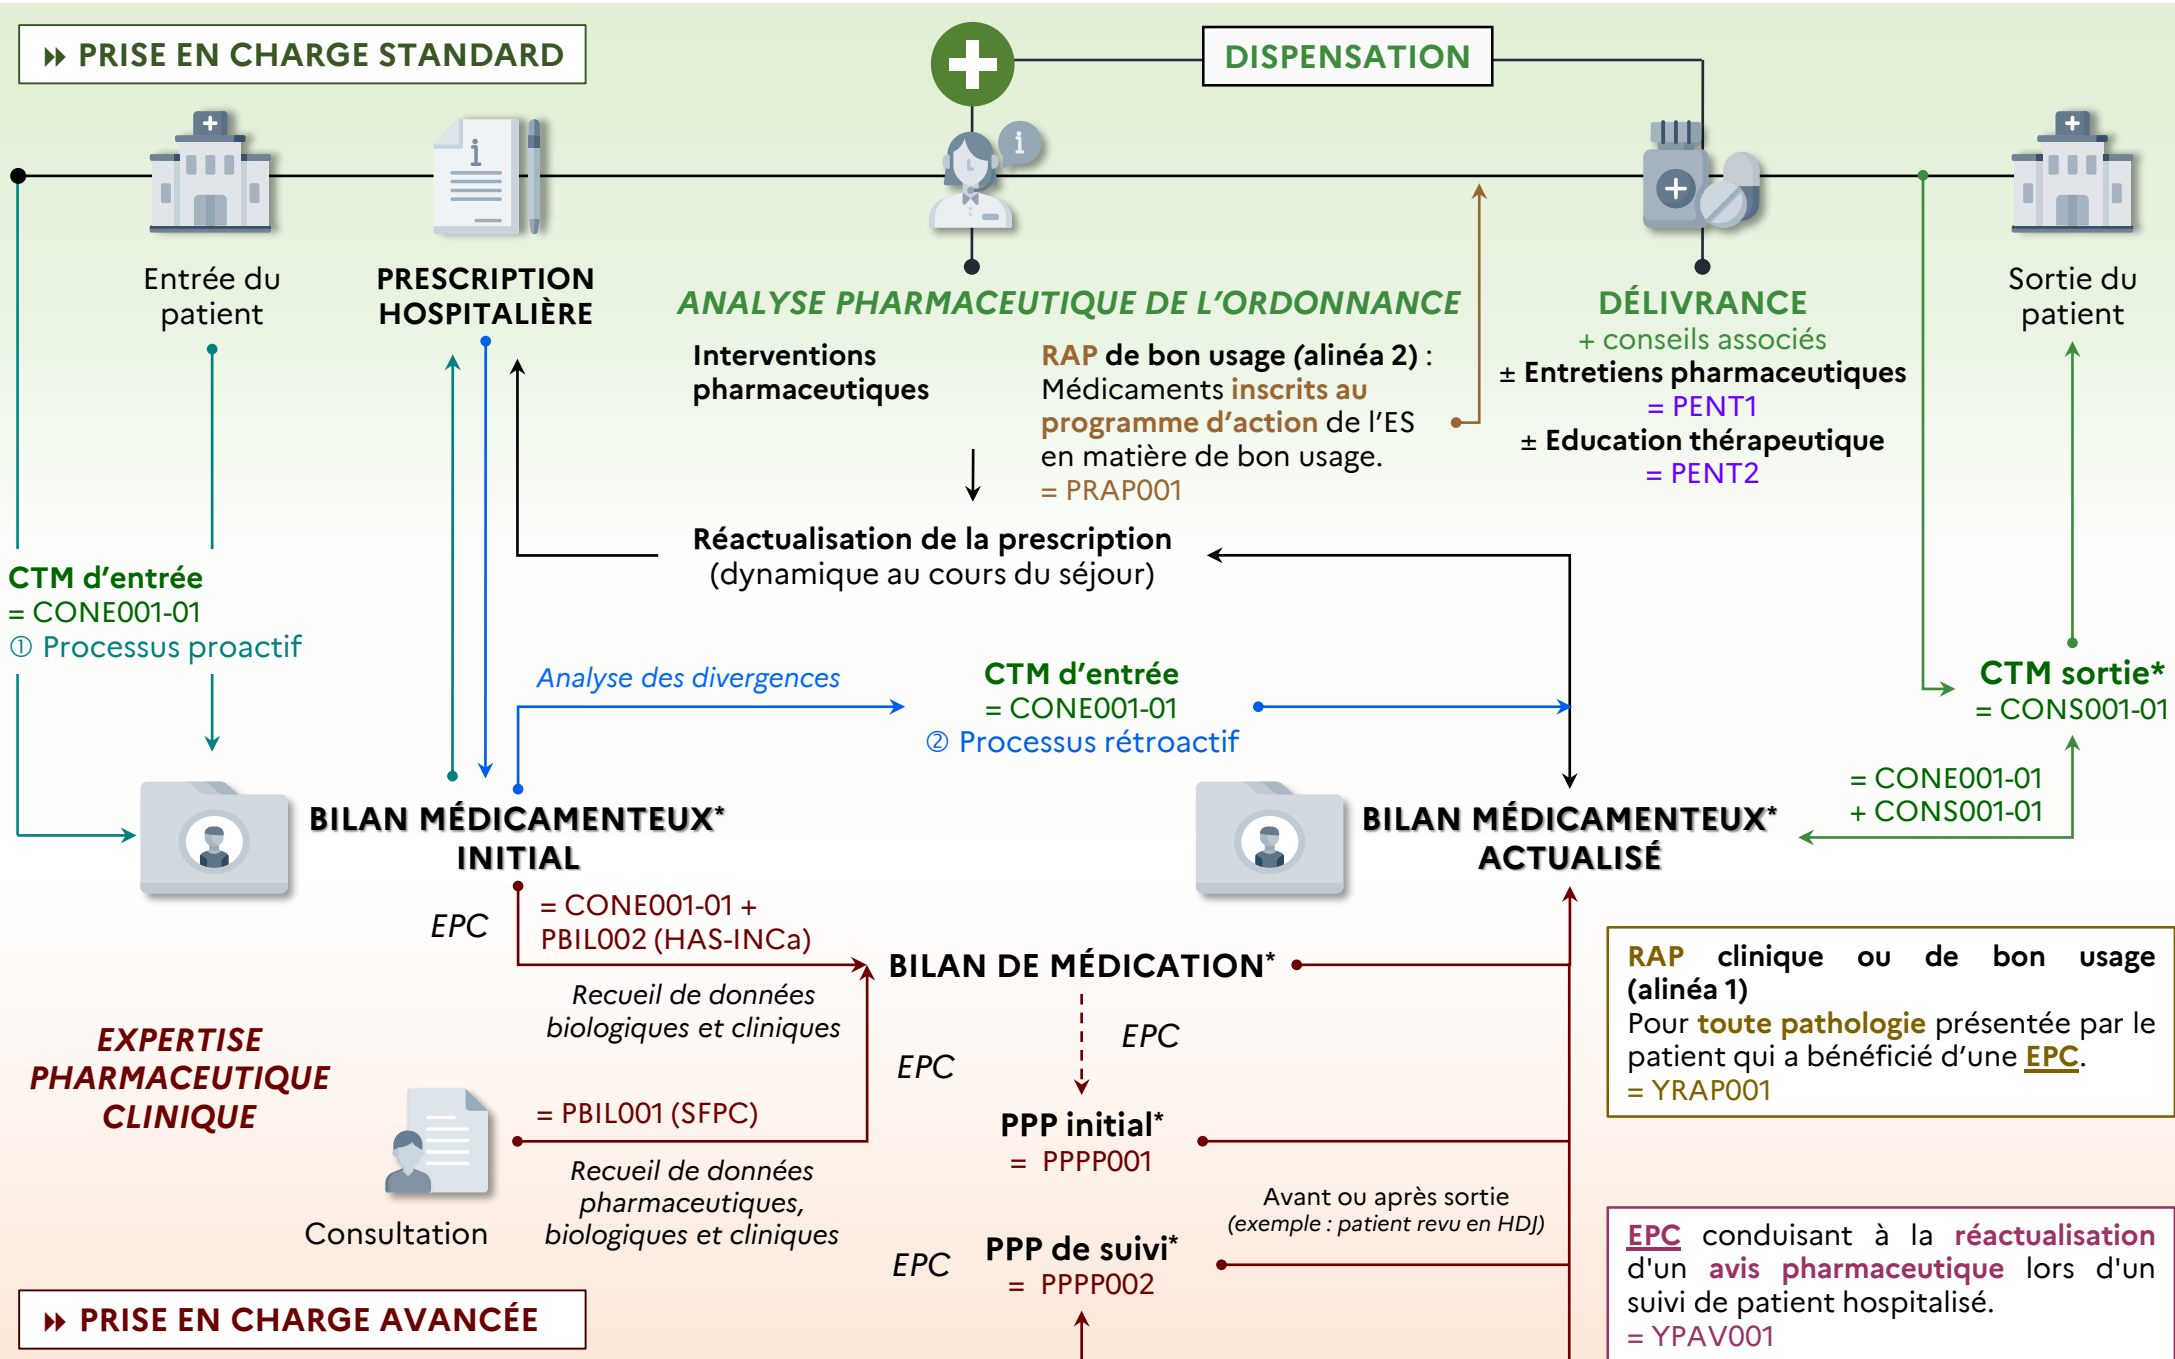 PRISE EN CHARGE STANDARD
DISPENSATION
Entrée du
patient
PRESCRIPTION
HOSPITALIÈRE
ANALYSE PHARMACEUTIQUE DE L’ORDONNANCE
Interventions
pharmaceutiques
RAP de bon usage (alinéa 2) :
Médicaments inscrits au
programme d’action de l’ES
en matière de bon usage.
= PRAP001
DÉLIVRANCE
+ conseils associés
± Entretiens pharmaceutiques
= PENT1
± Education thérapeutique
= PENT2
Sortie du
patient
Réactualisation de la prescription
(dynamique au cours du séjour)
CTM d’entrée
= CONE001-01
① Processus proactif
Analyse des divergences
CTM d’entrée
= CONE001-01
② Processus rétroactif
CTM sortie*
= CONS001-01
= CONE001-01
+ CONS001-01
BILAN MÉDICAMENTEUX*
INITIAL
BILAN MÉDICAMENTEUX*
ACTUALISÉ
EPC
= CONE001-01 +
PBIL002 (HAS-INCa)
BILAN DE MÉDICATION*
Recueil de données
biologiques et cliniques
EPC
EPC
EXPERTISE
PHARMACEUTIQUE
CLINIQUE
= PBIL001 (SFPC)
Recueil de données
pharmaceutiques,
biologiques et cliniques
Consultation
PPP initial*
= PPPP001
Avant ou après sortie
(exemple : patient revu en HDJ)
EPC
PPP de suivi*
= PPPP002
RAP clinique ou de bon usage
(alinéa 1)
Pour toute pathologie présentée par le
patient qui a bénéficié d’une EPC.
= YRAP001
EPC conduisant à la réactualisation
d'un avis pharmaceutique lors d'un
suivi de patient hospitalisé.
= YPAV001
PRISE EN CHARGE AVANCÉE